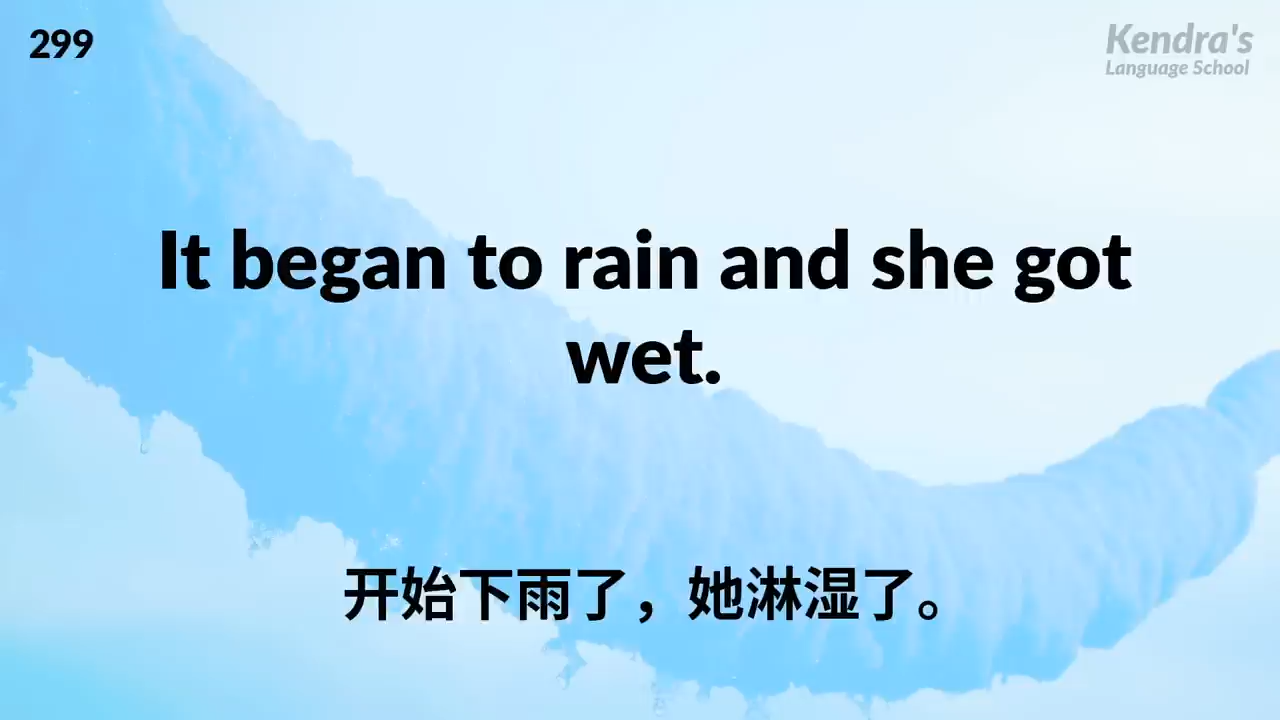 299
Kendra's
Language School
It began to rain and she got
wet.
开始下雨了，她淋湿了。